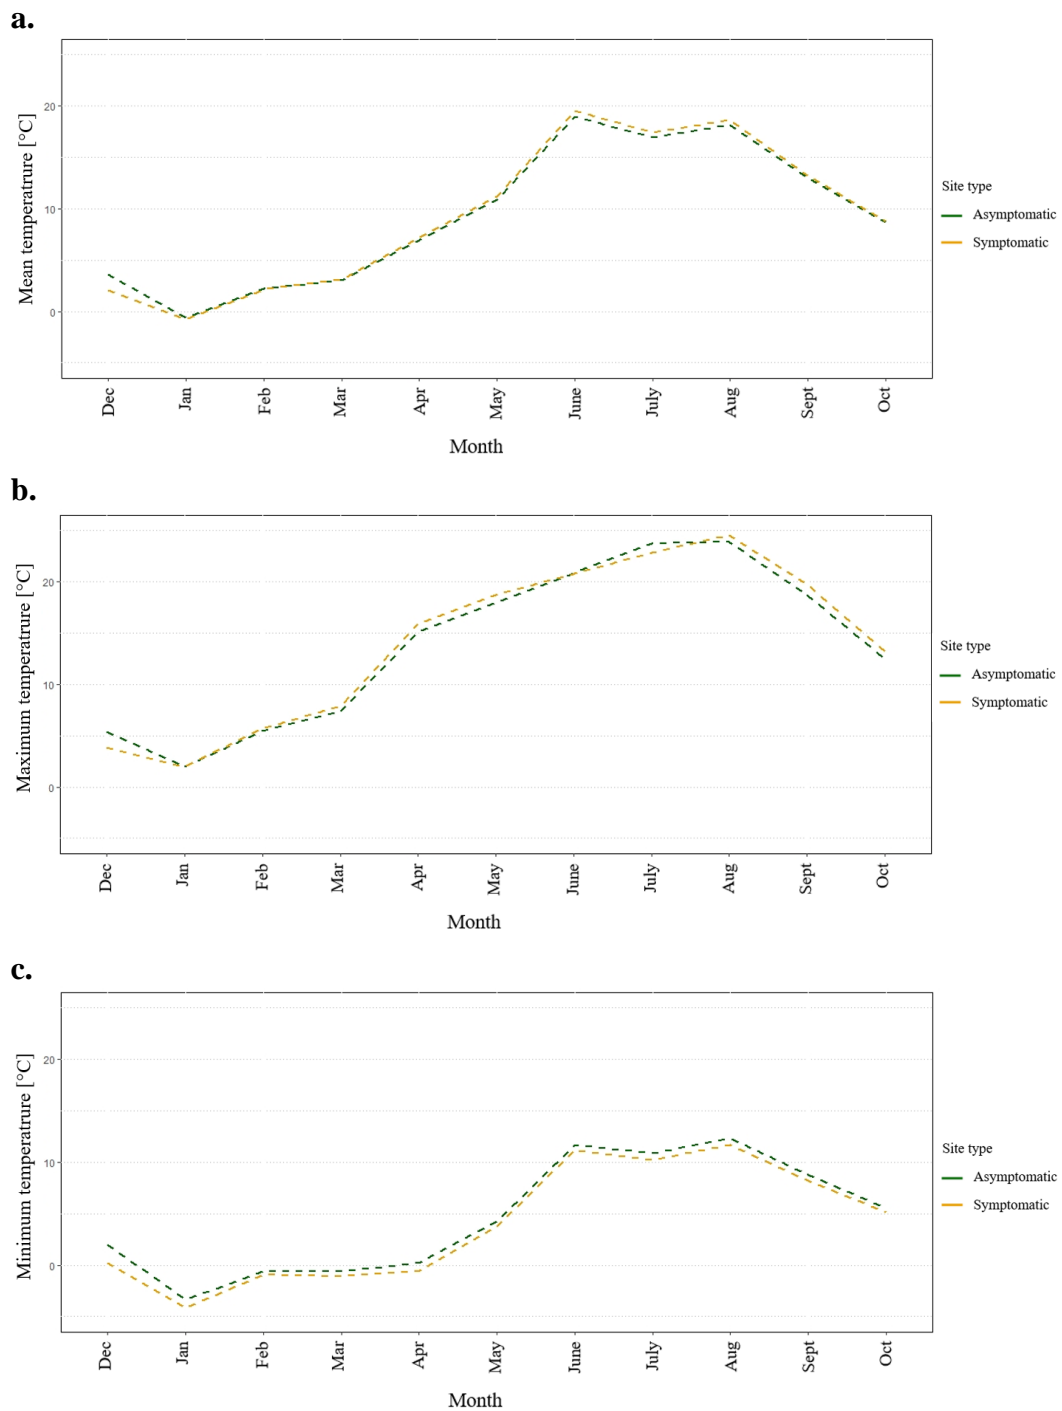 a.
Mean temperatrure [°C]
20
10
0
Dec Jan Feb Mar Apr May June July Aug Sept Oct
Month
Site type
Asymptomatic
Symptomatic
b.
Maximum temperatrure [°C]
20
10
0
Dec Jan Feb Mar Apr May June July Aug Sept Oct
Month
Site type
Asymptomatic
Symptomatic
c.
Minimum temperatrure [°C]
20
10
0
Dec Jan Feb Mar Apr May June July Aug Sept Oct
Month
Site type
Asymptomatic
Symptomatic